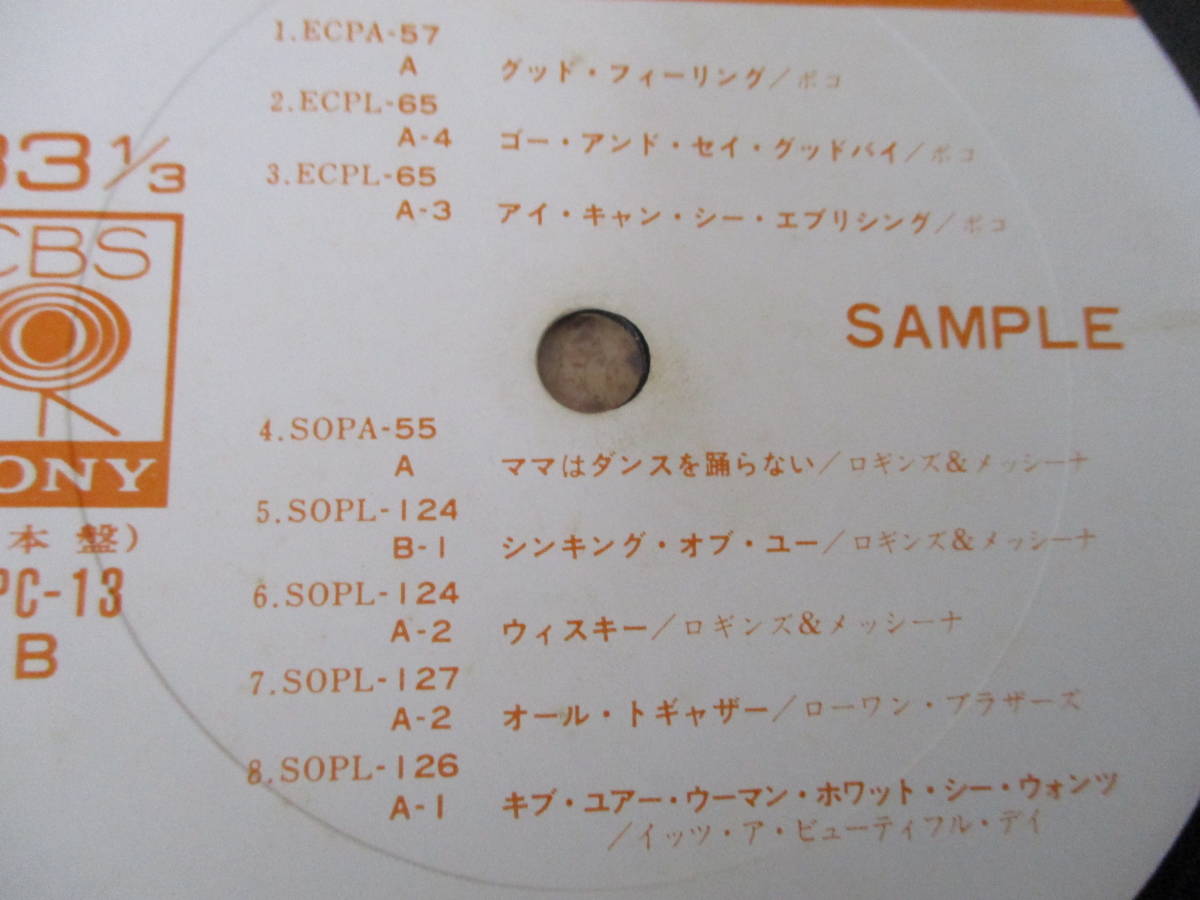 1.ECPA-57
A グッド・フィーリング/ポコ
2.ECPL-65
A-4 ゴー・アンド・セイ・グッドバイ/ポコ
3.ECPL-65
A-3 アイ・キャン・シー・エブリシング/ポコ
33 1/3
CBS
SONY
本盤)
PC-13
B
SAMPLE
4.SOPA-55
A ママはダンスを踊らない/ロギンズ&メッシーナ
5.SOPL-124
B-1 シンキング・オブ・ユー/ロギンズ&メッシーナ
6.SOPL-124
A-2 ウィスキー/ロギンズ&メッシーナ
7.SOPL-127
A-2 オール・トギャザー/ローワン・ブラザーズ
8.SOPL-126
A-1 キブ・ユアー・ウーマン・ホワット・シー・ウォンツ
/イッツ・ア・ビューティフル・デイ